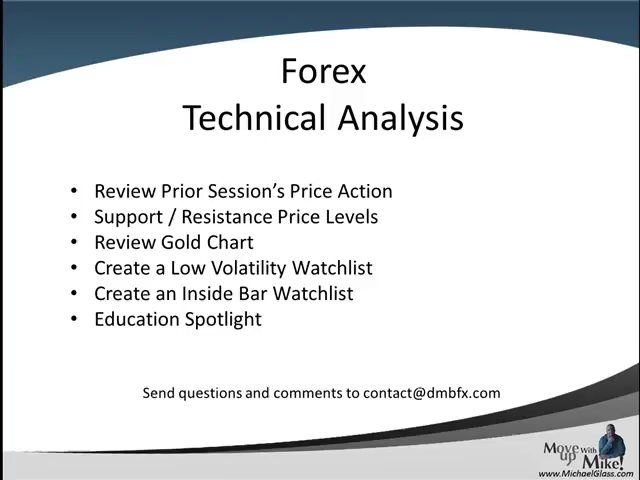 Forex
Technical Analysis
• Review Prior Session's Price Action
• Support / Resistance Price Levels
• Review Gold Chart
• Create a Low Volatility Watchlist
• Create an Inside Bar Watchlist
• Education Spotlight
Send questions and comments to contact@dmbfx.com
Move up With Mike!
www.MichaelGlass.com